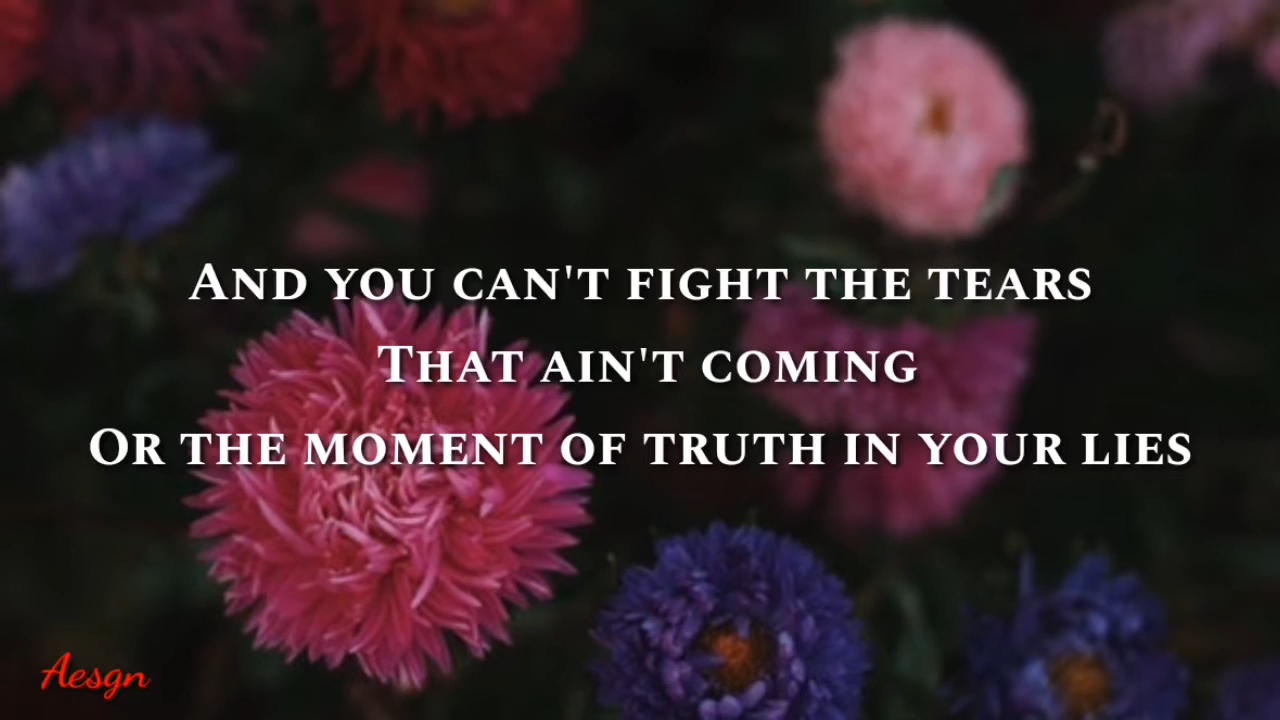 And you can't fight the tears
That ain't coming
Or the moment of truth in your lies
Aesgn